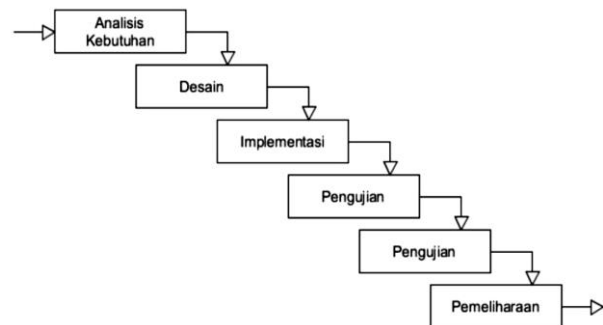 Analisis
Kebutuhan
Desain
Implementasi
Pengujian
Pengujian
Pemeliharaan